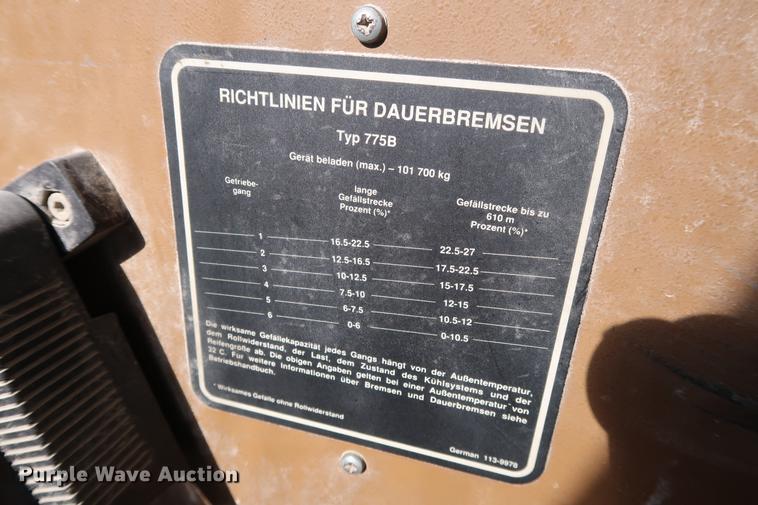 RICHTLINIEN FÜR DAUERBREMSEN
Typ 775B
Gerät beladen (max.) – 101 700 kg
Getriebe- lange Gefällstrecke bis zu
gang Gefällstrecke 610 m
Prozent (%)* Prozent (%)*
1 16.5-22.5 22.5-27
2 12.5-16.5 17.5-22.5
3 10-12.5 15-17.5
4 7.5-10 12-15
5 6-7.5 10.5-12
6 0-6 0-10.5
Die wirksame Gefällekapazität jedes Gangs hängt von der Außentemperatur,
dem Rollwiderstand, der Last, dem Zustand des Kühlsystems und der
Reifengröße ab. Die obigen Angaben gelten bei einer Außentemperatur von
32 C. Für weitere Informationen über Bremsen und Dauerbremsen siehe
Betriebshandbuch.
* Wirksames Gefälle ohne Rollwiderstand
German 113-9978
Purple Wave Auction